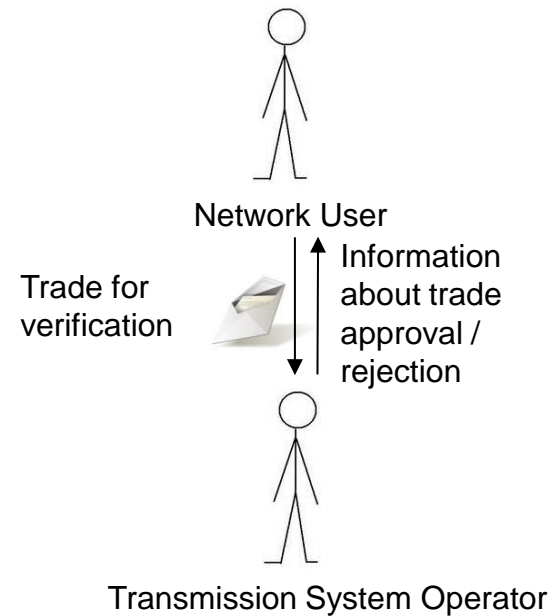 Network User
Trade for
verification
Information
about trade
approval /
rejection
Transmission System Operator